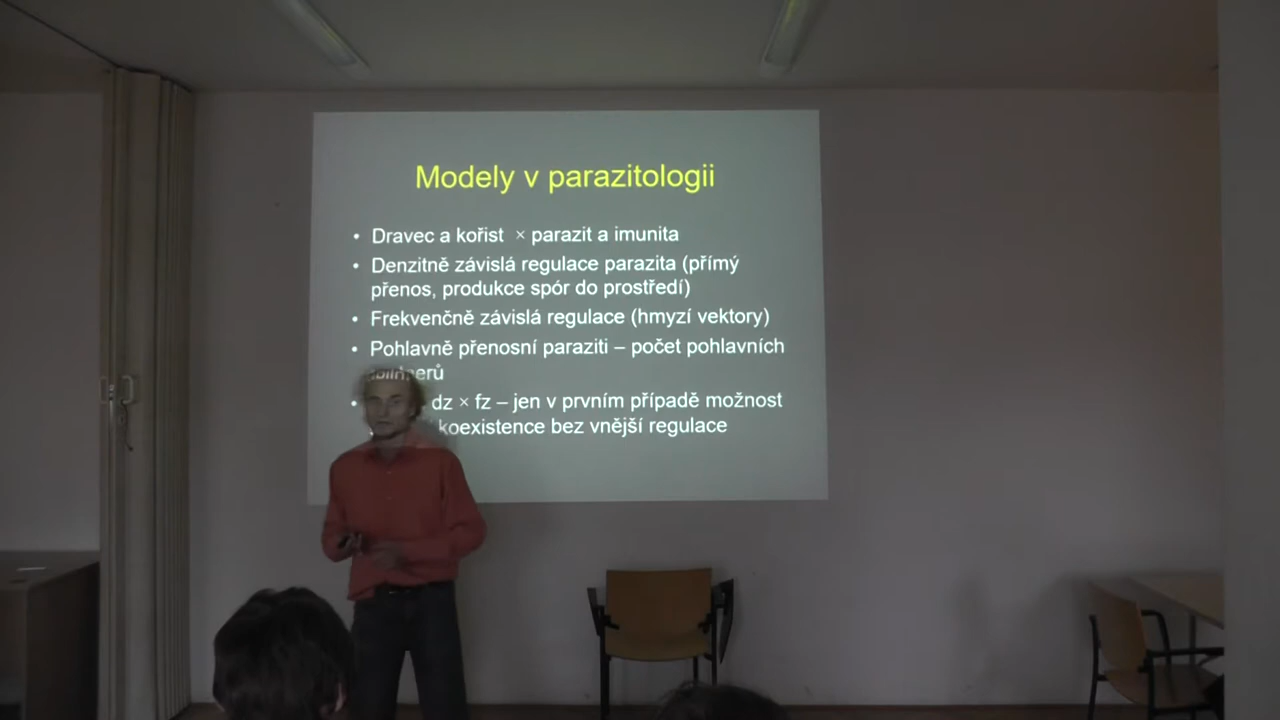 Modely v parazitologii
• Dravec a kořist × parazit a imunita
• Denzitně závislá regulace parazita (přímý
přenos, produkce spór do prostředí)
• Frekvenčně závislá regulace (hmyzí vektory)
• Pohlavně přenosní paraziti – počet pohlavních
• dz × fz – jen v prvním případě možnost
koexistence bez vnější regulace